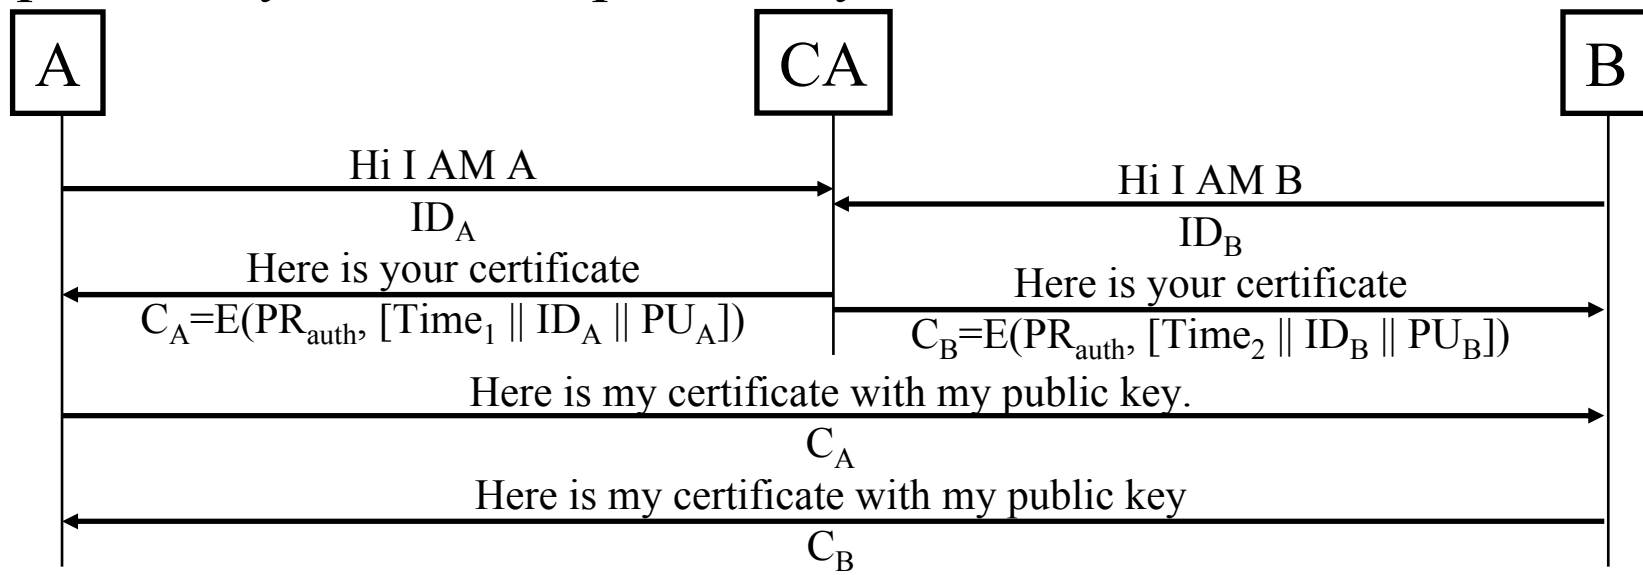 A
CA
B
Hi I AM A
ID_A
Hi I AM B
ID_B
Here is your certificate
C_A=E(PR_auth, [Time_1 || ID_A || PU_A])
Here is your certificate
C_B=E(PR_auth, [Time_2 || ID_B || PU_B])
Here is my certificate with my public key.
C_A
Here is my certificate with my public key
C_B